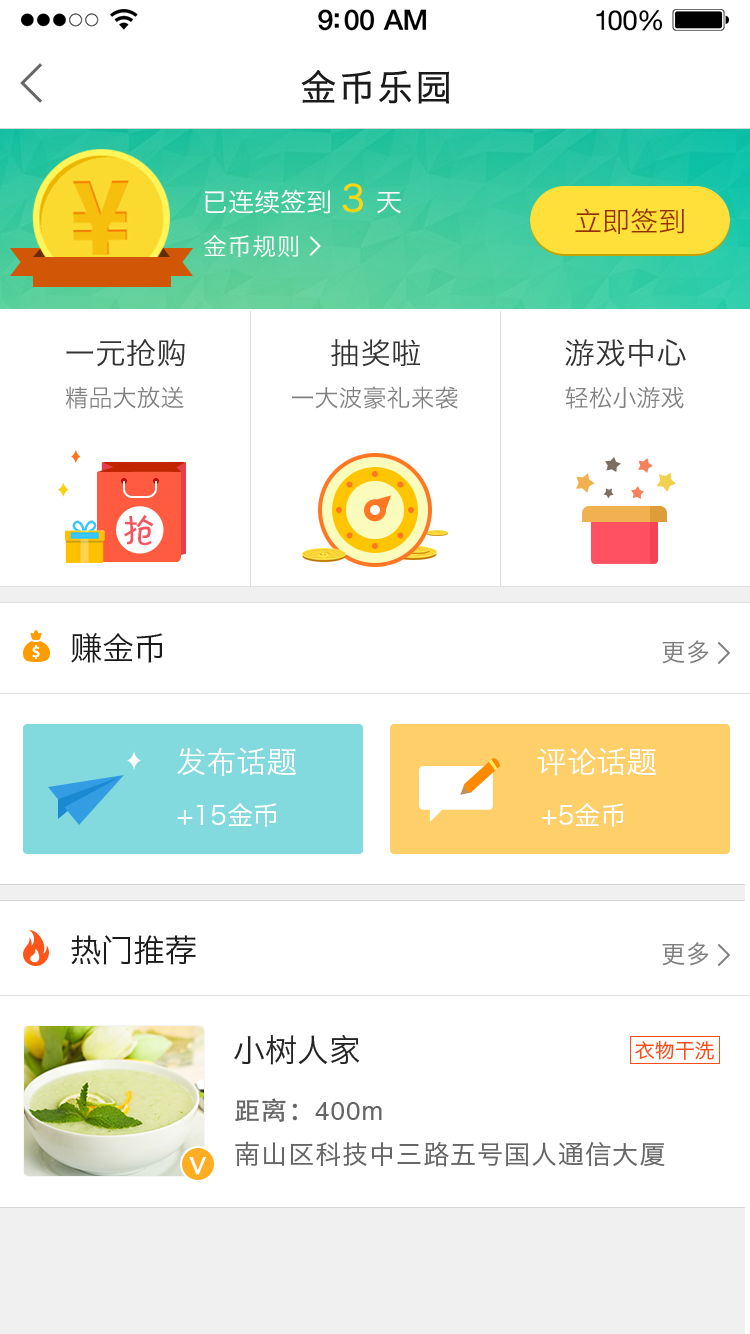 9:00 AM
100%
金币乐园
¥
已连续签到 3 天
金币规则
立即签到
一元抢购
抽奖啦
游戏中心
精品大放送
一大波豪礼来袭
轻松小游戏
抢
$ 赚金币
更多
发布话题
+15金币
评论话题
+5金币
热门推荐
更多
小树人家
衣物干洗
距离：400m
南山区科技中三路五号国人通信大厦
V